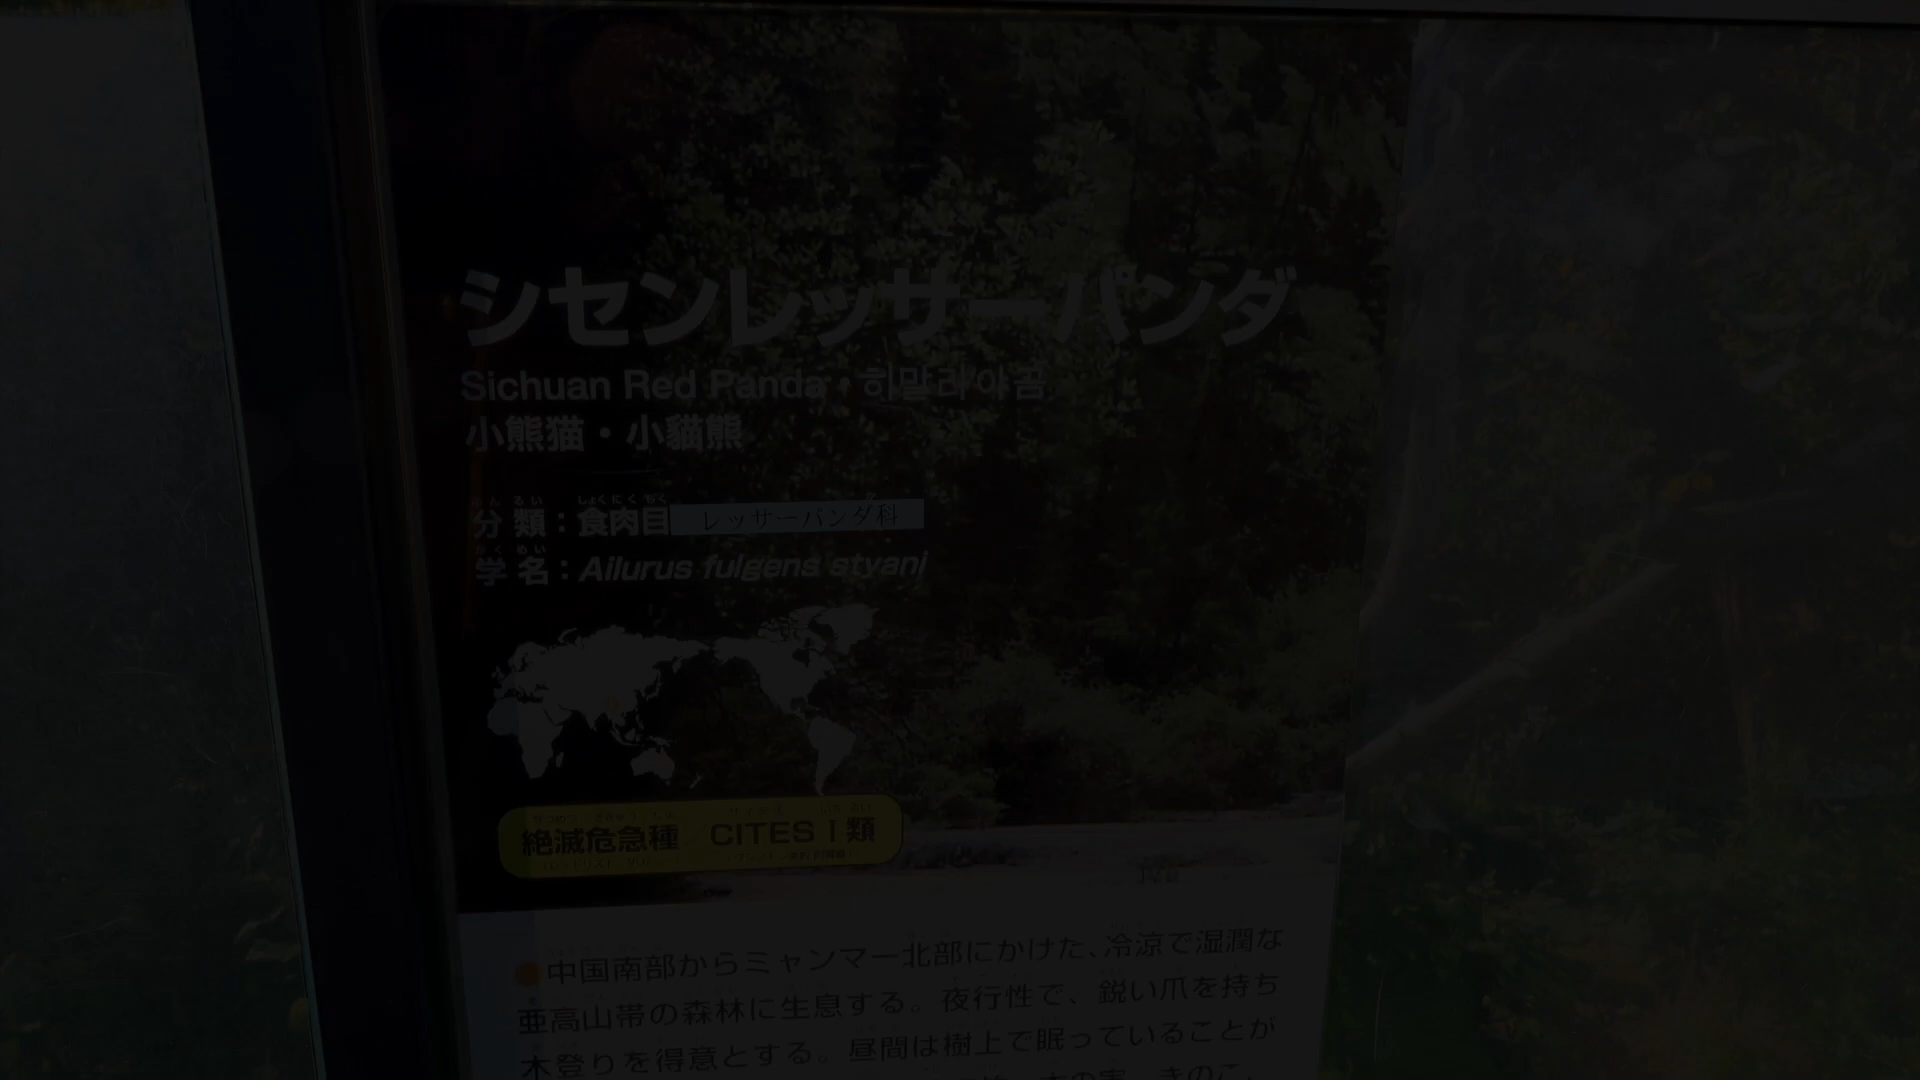 シセンレッサーパンダ
Sichuan Red Panda・히말라야곰
小熊猫・小貓熊
分類：食肉目 レッサーパンダ科
学名：Ailurus fulgens styani
絶滅危急種 CITES I 類
●中国南部からミャンマー北部にかけた、冷涼で湿潤な
亜高山帯の森林に生息する。夜行性で、鋭い爪を持ち
木登りを得意とする。昼間は樹上で眠っていることが
木の実、きのこ、